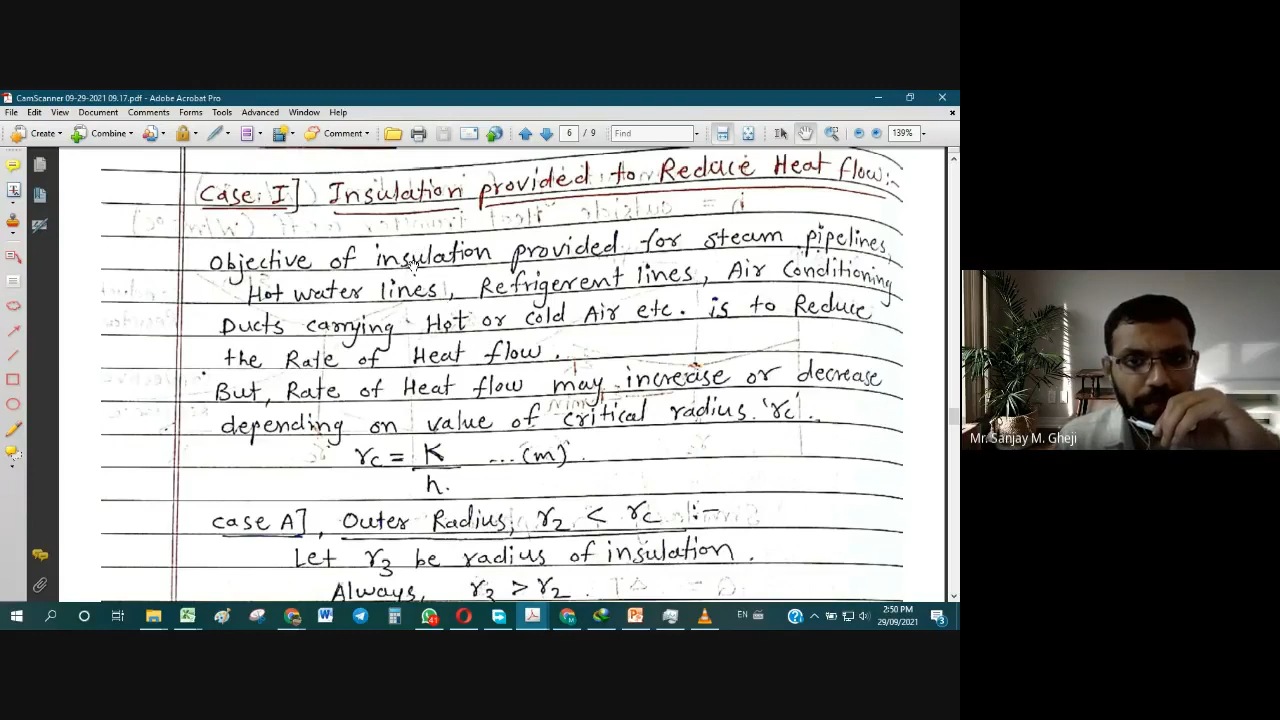 CamScanner 09-29-2021 09.17.pdf - Adobe Acrobat Pro
File Edit View Document Comments Forms Tools Advanced Window Help
Create Combine Comment 6 / 9 Find 139%
Case: I] Insulation provided to Reduce Heat flow:-
Objective of insulation provided for steam pipelines,
Hot water lines, Refrigerent lines, Air Conditioning
Ducts carrying Hot or cold Air etc. is to Reduce
the Rate of Heat flow.
But, Rate of Heat flow may increase or decrease
depending on value of critical radius 'rc'.
rc = K ...(m)
h.
case A], Outer Radius, r2 < rc :-
Let r3 be radius of insulation.
Always, r3 > r2.
Mr. Sanjay M. Gheji
41
EN
2:50 PM
29/09/2021
3